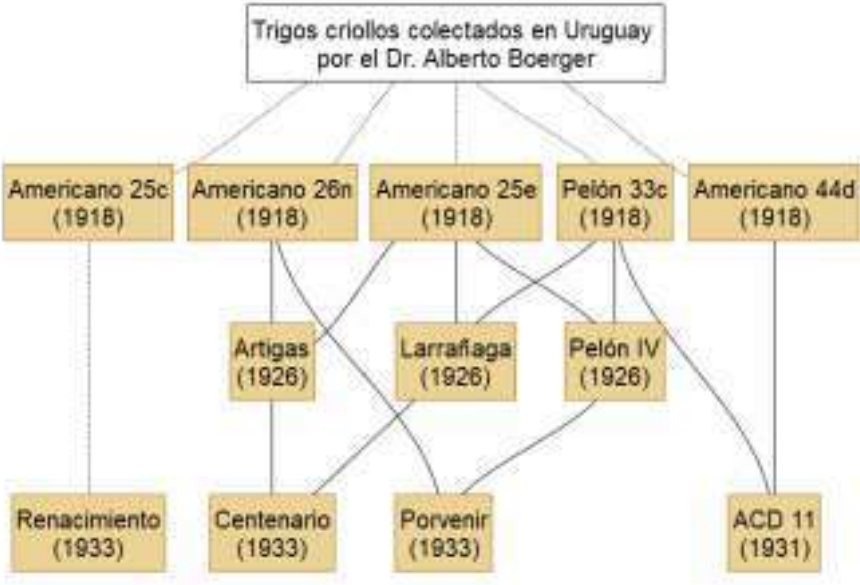 Trigos criollos colectados en Uruguay
por el Dr. Alberto Boerger
Americano 25c
(1918)
Americano 26n
(1918)
Americano 25e
(1918)
Pelón 33c
(1918)
Americano 44d
(1918)
Artigas
(1926)
Larrañaga
(1926)
Pelón IV
(1926)
Renacimiento
(1933)
Centenario
(1933)
Porvenir
(1933)
ACD 11
(1931)